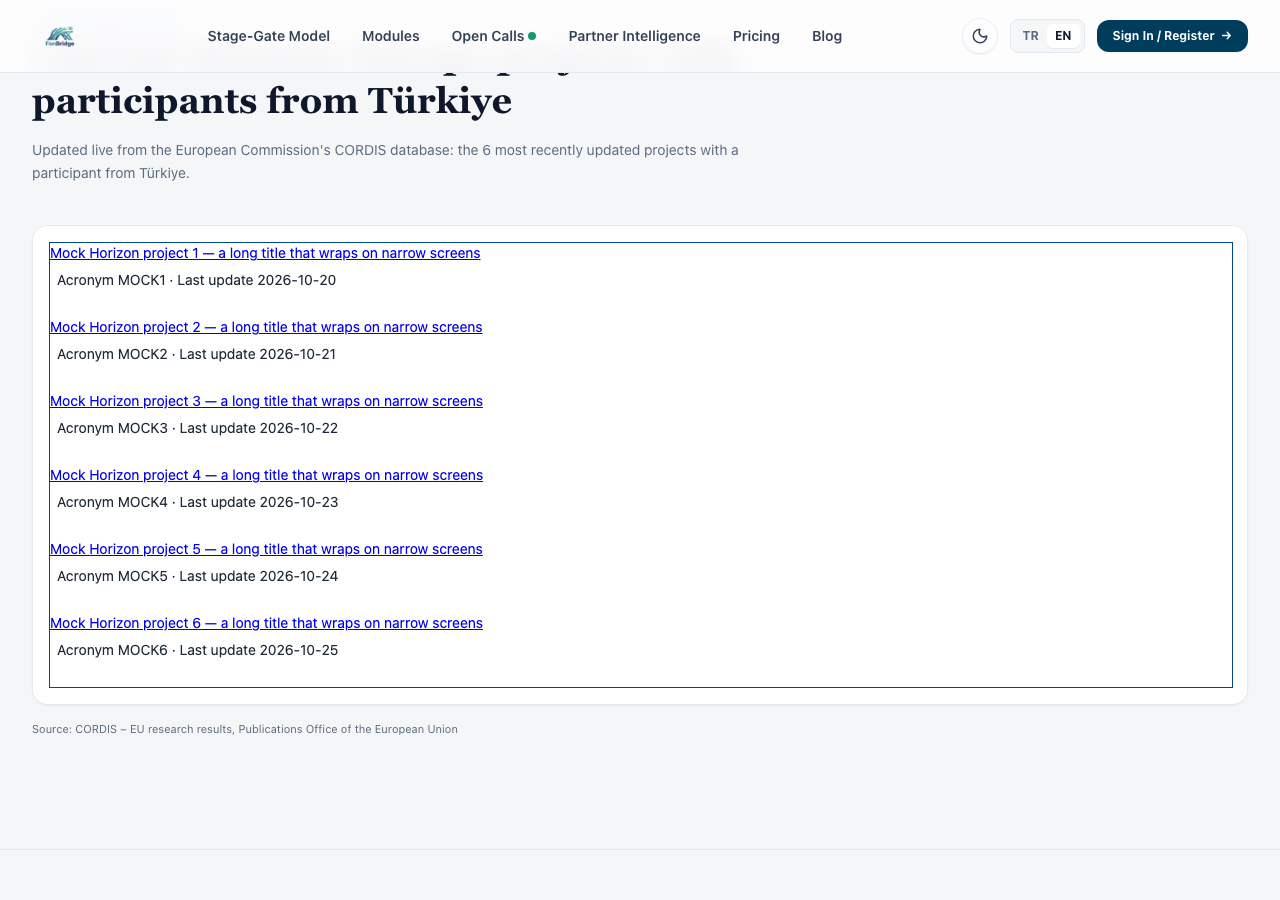 FonBridge
Stage-Gate Model
Modules
Open Calls
Partner Intelligence
Pricing
Blog
TR
EN
Sign In / Register →
participants from Türkiye
Updated live from the European Commission's CORDIS database: the 6 most recently updated projects with a
participant from Türkiye.
Mock Horizon project 1 — a long title that wraps on narrow screens
Acronym MOCK1 · Last update 2026-10-20
Mock Horizon project 2 — a long title that wraps on narrow screens
Acronym MOCK2 · Last update 2026-10-21
Mock Horizon project 3 — a long title that wraps on narrow screens
Acronym MOCK3 · Last update 2026-10-22
Mock Horizon project 4 — a long title that wraps on narrow screens
Acronym MOCK4 · Last update 2026-10-23
Mock Horizon project 5 — a long title that wraps on narrow screens
Acronym MOCK5 · Last update 2026-10-24
Mock Horizon project 6 — a long title that wraps on narrow screens
Acronym MOCK6 · Last update 2026-10-25
Source: CORDIS – EU research results, Publications Office of the European Union